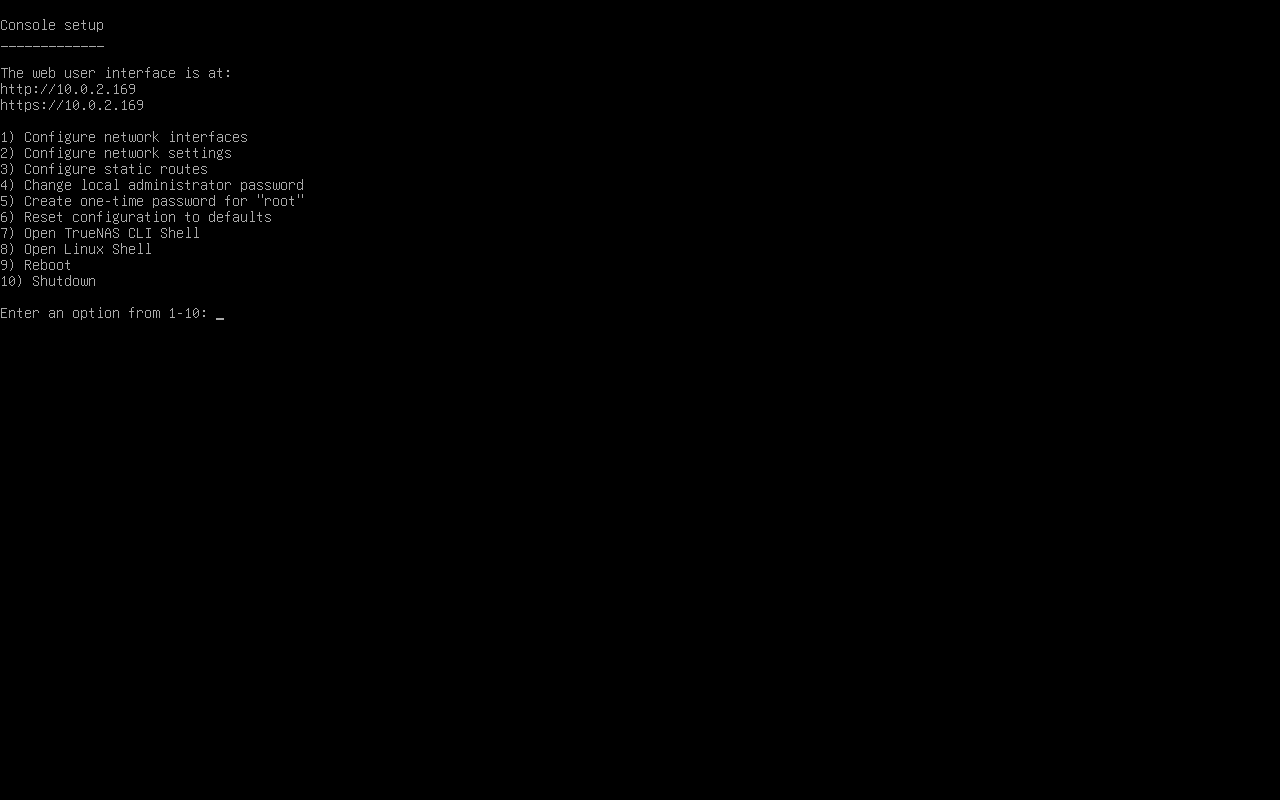 Console setup
-------------
The web user interface is at:
http://10.0.2.169
https://10.0.2.169
1) Configure network interfaces
2) Configure network settings
3) Configure static routes
4) Change local administrator password
5) Create one-time password for "root"
6) Reset configuration to defaults
7) Open TrueNAS CLI Shell
8) Open Linux Shell
9) Reboot
10) Shutdown
Enter an option from 1-10: _